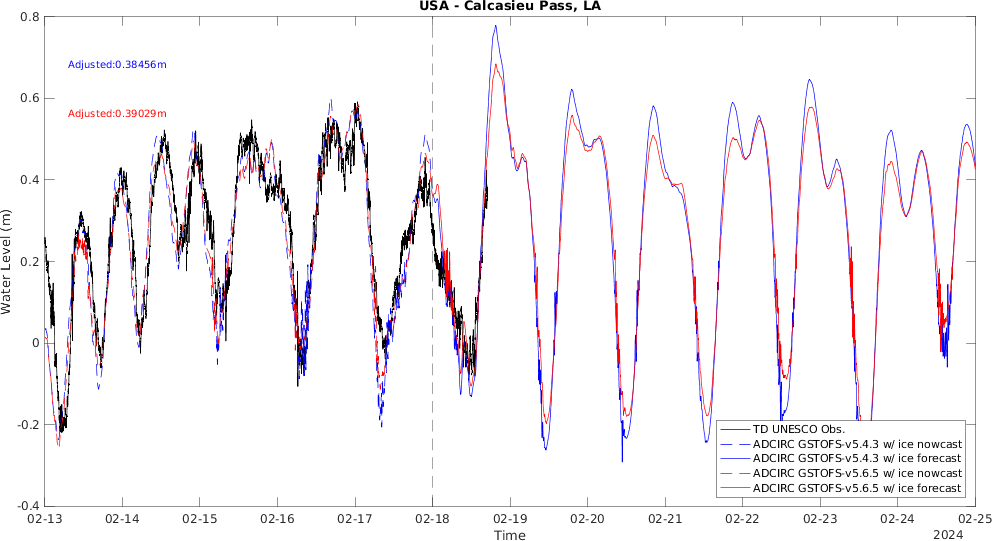 USA - Calcasieu Pass, LA
0.8
0.6
0.4
0.2
0
-0.2
-0.4
Water Level (m)
Adjusted:0.38456m
Adjusted:0.39029m
TD UNESCO Obs.
ADCIRC GSTOFS-v5.4.3 w/ ice nowcast
ADCIRC GSTOFS-v5.4.3 w/ ice forecast
ADCIRC GSTOFS-v5.6.5 w/ ice nowcast
ADCIRC GSTOFS-v5.6.5 w/ ice forecast
02-13 02-14 02-15 02-16 02-17 02-18 02-19 02-20 02-21 02-22 02-23 02-24 02-25
Time
2024